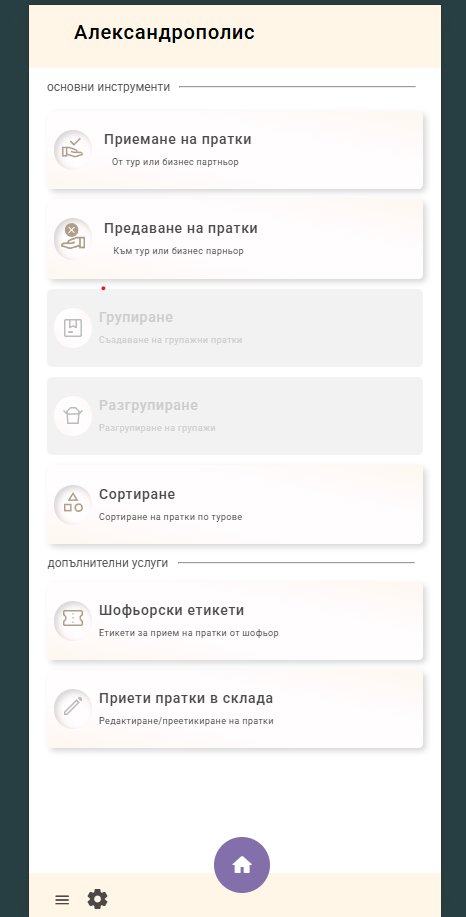 Александрополис
основни инструменти
Приемане на пратки
От тур или бизнес партньор
Предаване на пратки
Към тур или бизнес парньор
Групиране
Създаване на групажни пратки
Разгрупиране
Разгрупиране на групажи
Сортиране
Сортиране на пратки по турове
допълнителни услуги
Шофьорски етикети
Етикети за прием на пратки от шофьор
Приети пратки в склада
Редактиране/преетикиране на пратки